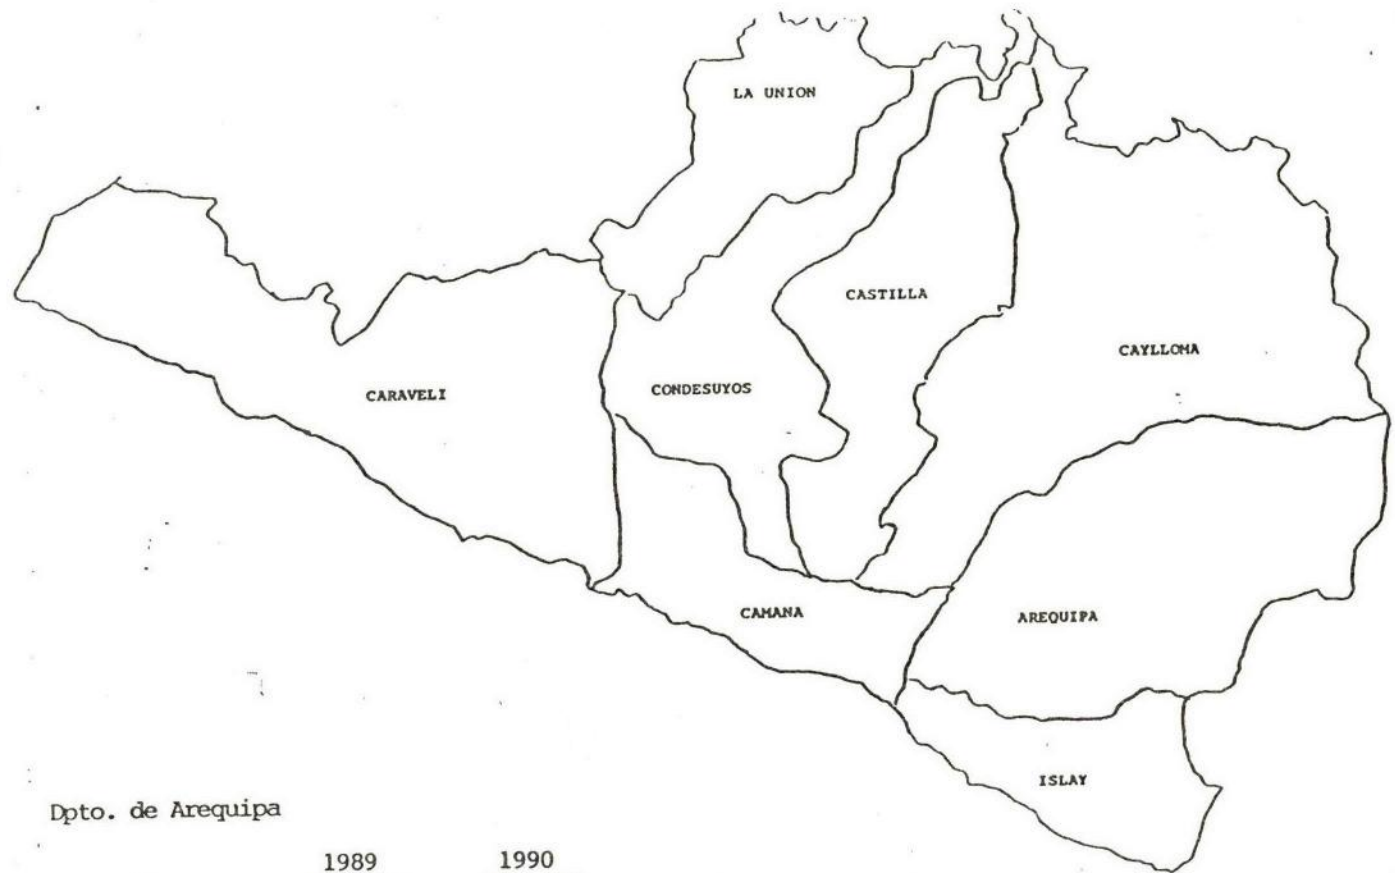 LA UNION
CASTILLA
CAYLLOMA
CARAVELI
CONDESUYOS
CAMANA
AREQUIPA
ISLAY
Dpto. de Arequipa
1989 1990